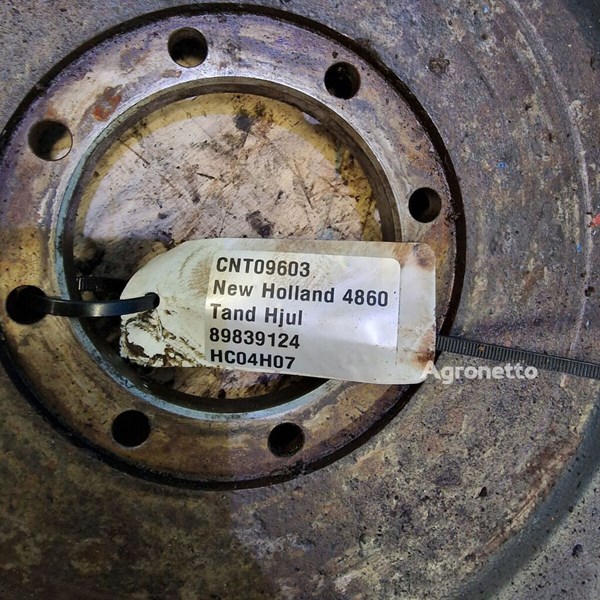 CNT09603
New Holland 4860
Tand Hjul
89839124
HC04H07
Agronetto